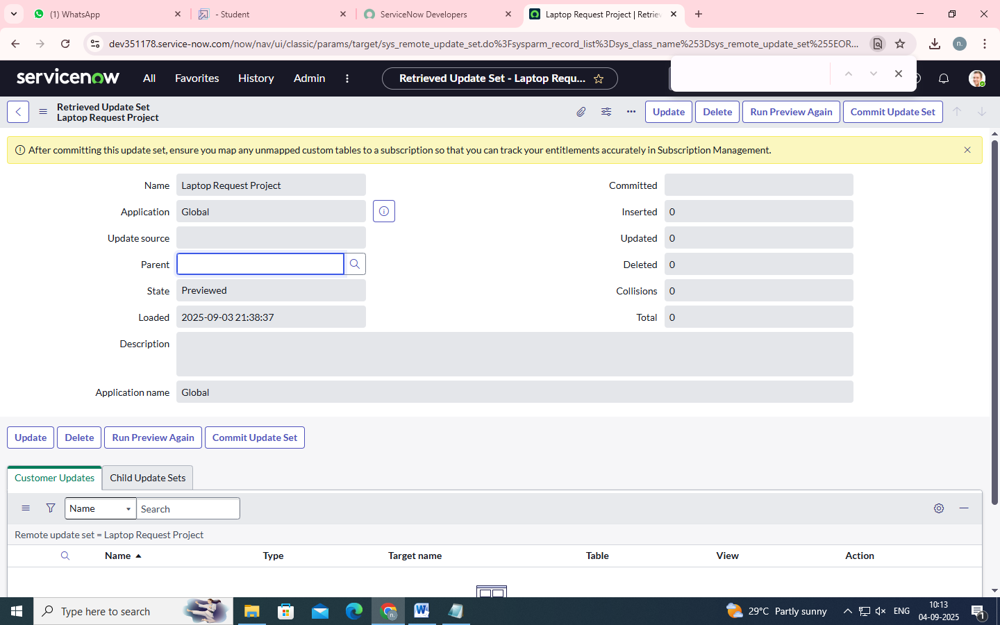 (1) WhatsApp
- Student
ServiceNow Developers
Laptop Request Project | Retriev
dev351178.service-now.com/now/nav/ui/classic/params/target/sys_remote_update_set.do%3Fsysparm_record_list%3Dsys_class_name%253Dsys_remote_update_set%255EOR...
n.
servicenow
All
Favorites
History
Admin
Retrieved Update Set - Laptop Requ...
Retrieved Update Set
Laptop Request Project
Update
Delete
Run Preview Again
Commit Update Set
After committing this update set, ensure you map any unmapped custom tables to a subscription so that you can track your entitlements accurately in Subscription Management.
Name Laptop Request Project
Committed
Application Global
Inserted 0
Update source
Updated 0
Parent
Deleted 0
State Previewed
Collisions 0
Loaded 2025-09-03 21:38:37
Total 0
Description
Application name Global
Update
Delete
Run Preview Again
Commit Update Set
Customer Updates
Child Update Sets
Name
Search
Remote update set = Laptop Request Project
Name
Type
Target name
Table
View
Action
Type here to search
n.
29°C Partly sunny
ENG
10:13
04-09-2025
1